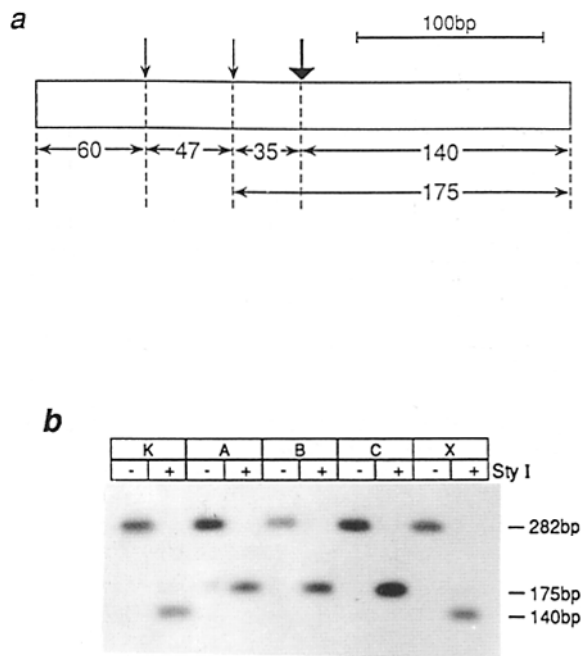 a
100bp
60 47 35 140
175
b
K A B C X
- + - + - + - + - + Sty I
282bp
175bp
140bp